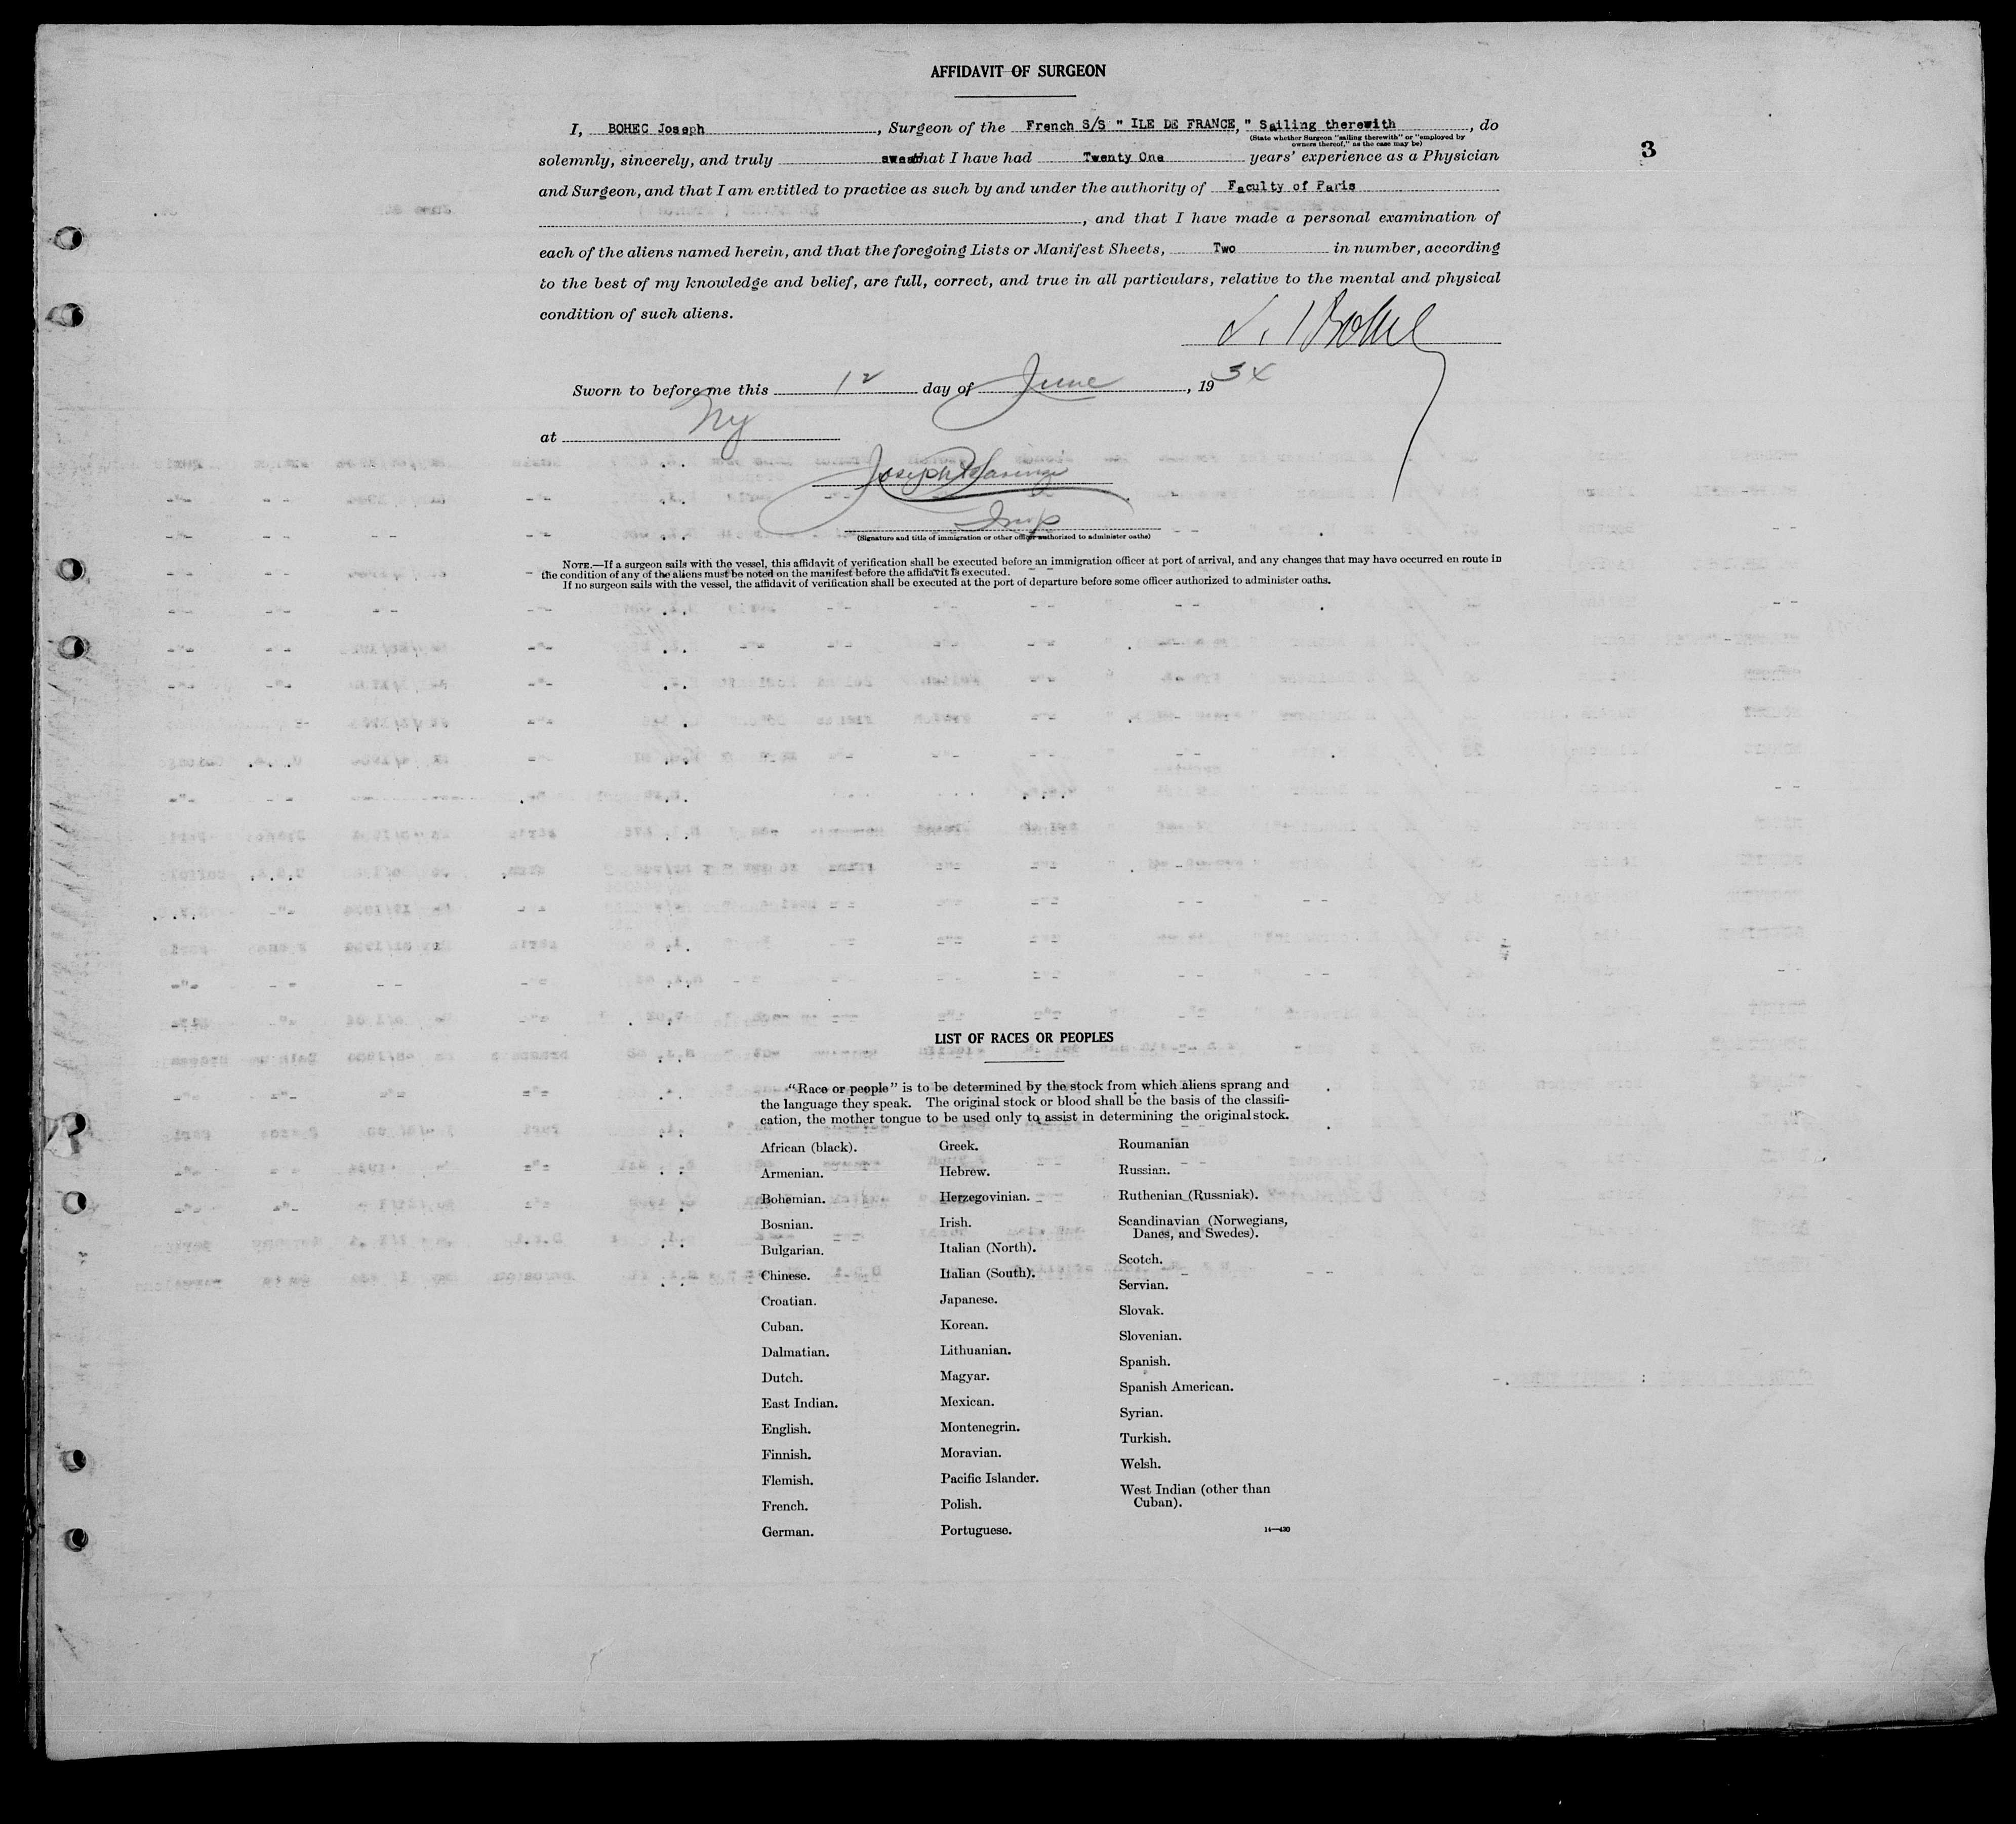 AFFIDAVIT OF SURGEON
I, BOHEC Joseph, Surgeon of the French S/S " ILE DE FRANCE, " Sailing therewith, do
(State whether Surgeon "sailing therewith" or "employed by
owners thereof," as the case may be)
3
solemnly, sincerely, and truly swear that I have had Twenty One years' experience as a Physician
and Surgeon, and that I am entitled to practice as such by and under the authority of Faculty of Paris
, and that I have made a personal examination of
each of the aliens named herein, and that the foregoing Lists or Manifest Sheets, Two in number, according
to the best of my knowledge and belief, are full, correct, and true in all particulars, relative to the mental and physical
condition of such aliens.
Sworn to before me this 12 day of June, 1934
at NY
Joseph
Insp
(Signature and title of immigration or other officer authorized to administer oaths)
NOTE.—If a surgeon sails with the vessel, this affidavit of verification shall be executed before an immigration officer at port of arrival, and any changes that may have occurred en route in
the condition of any of the aliens must be noted on the manifest before the affidavit is executed.
If no surgeon sails with the vessel, the affidavit of verification shall be executed at the port of departure before some officer authorized to administer oaths.
LIST OF RACES OR PEOPLES
"Race or people" is to be determined by the stock from which aliens sprang and
the language they speak. The original stock or blood shall be the basis of the classifi-
cation, the mother tongue to be used only to assist in determining the original stock.
African (black).
Armenian.
Bohemian.
Bosnian.
Bulgarian.
Chinese.
Croatian.
Cuban.
Dalmatian.
Dutch.
East Indian.
English.
Finnish.
Flemish.
French.
German.
Greek.
Hebrew.
Herzegovinian.
Irish.
Italian (North).
Italian (South).
Japanese.
Korean.
Lithuanian.
Magyar.
Mexican.
Montenegrin.
Moravian.
Pacific Islander.
Polish.
Portuguese.
Roumanian
Russian.
Ruthenian (Russniak).
Scandinavian (Norwegians,
Danes, and Swedes).
Scotch.
Servian.
Slovak.
Slovenian.
Spanish.
Spanish American.
Syrian.
Turkish.
Welsh.
West Indian (other than
Cuban).
14—430